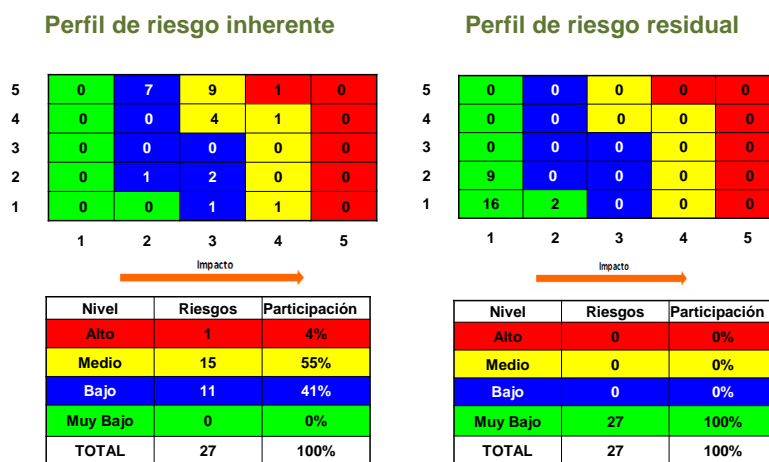 Perfil de riesgo inherente
5 0 7 9 1 0
4 0 0 4 1 0
3 0 0 0 0 0
2 0 1 2 0 0
1 0 0 1 1 0
1 2 3 4 5
Impacto
Nivel Riesgos Participación
Alto 1 4%
Medio 15 55%
Bajo 11 41%
Muy Bajo 0 0%
TOTAL 27 100%
Perfil de riesgo residual
5 0 0 0 0 0
4 0 0 0 0 0
3 0 0 0 0 0
2 9 0 0 0 0
1 16 2 0 0 0
1 2 3 4 5
Impacto
Nivel Riesgos Participación
Alto 0 0%
Medio 0 0%
Bajo 0 0%
Muy Bajo 27 100%
TOTAL 27 100%